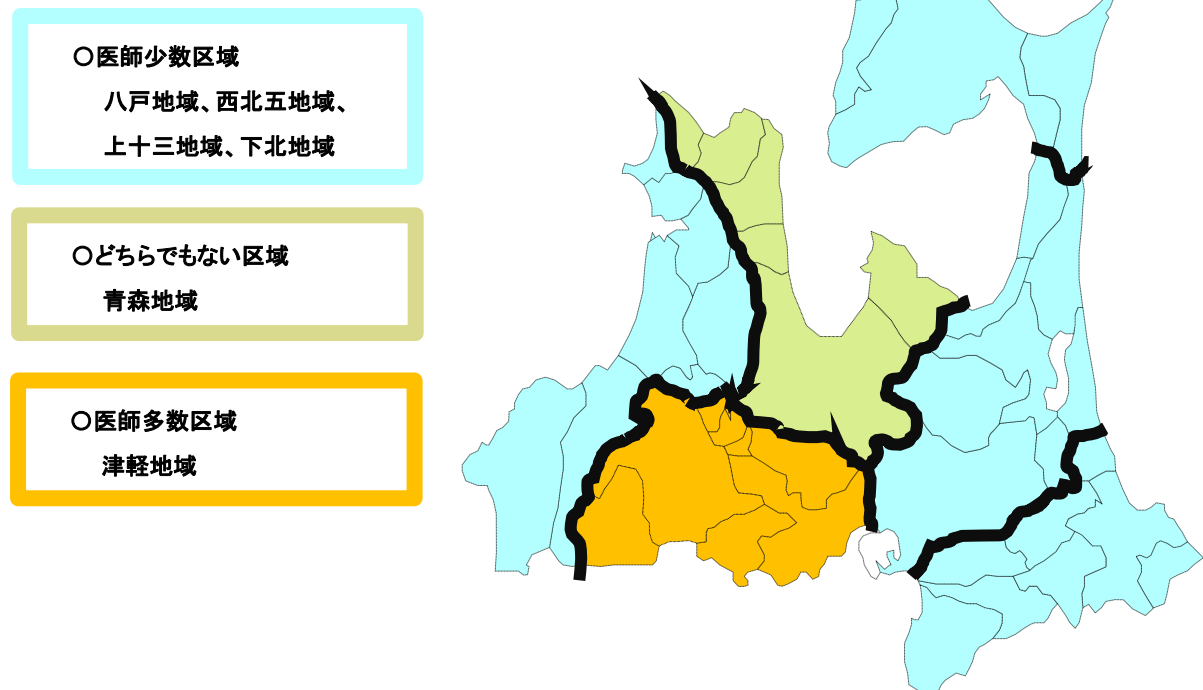 ○医師少数区域
八戸地域、西北五地域、
上十三地域、下北地域
○どちらでもない区域
青森地域
○医師多数区域
津軽地域